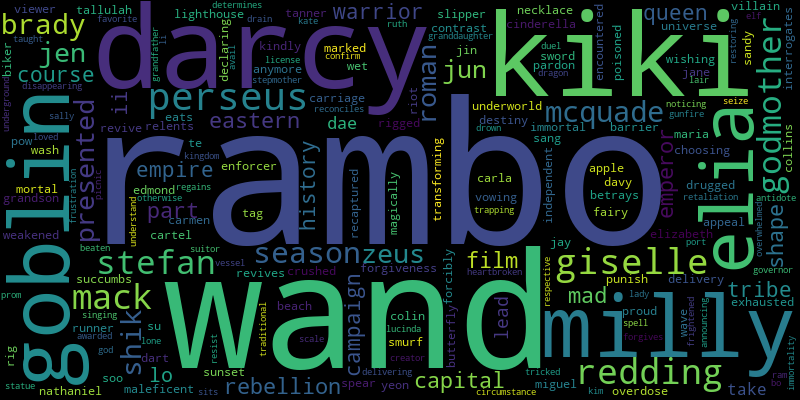 rambo
wand
darcy
kiki
goblin
milly
elia
godmother
giselle
stefan
mack
redding
perseus
mcquade
zeus
season
brady
jen
course
queen
warrior
jun
roman
emperor
empire
eastern
history
presented
part
ii
film
tribe
shape
capital
rebellion
campaign
shik
lo
mad
lead
take
dae
viewer
tallulah
lighthouse
favorite
determines
drain
tanner
ruth
slipper
necklace
cinderella
villain
elf
biker
taught
grandfather
li
kate
license
avail
declaring
kindly
marked
confirm
contrast
granddaughter
jin
anymore
wet
encountered
universe
wishing
duel
sword
pardon
dragon
poisoned
jane
lair
sandy
interrogates
restoring
underground
disappearing
sally
loved
wash
pow
mortal
grandson
frustration
picnic
weakened
beaten
stepmother
carriage
reconciles
riot
eats
revive
relents
rigged
te
kingdom
regains
edmond
otherwise
understand
enforcer
tag
carmen
cartel
suitor
vessel
succumbs
singing
prom
runner
awarded
god
rig
statue
nathaniel
soo
su
lone
dart
maleficent
sunset
sits
resist
traditional
revives
crushed
beach
forgiveness
magically
recaptured
transforming
underworld
destiny
immortal
drown
sang
barrier
vowing
trapping
carla
betrays
independent
apple
davy
fairy
maria
choosing
noticing
gunfire
seize
collins
drugged
retaliation
antidote
appeal
elizabeth
port
overwhelmed
governor
jay
heartbroken
forcibly
butterfly
colin
lucinda
smurf
scale
creator
delivering
spear
yeon
circumstance
tricked
miguel
kim
overdose
respective
punish
delivery
proud
lady
spell
forgives
wave
frightened
announcing
exhausted
immortality
ram
bo